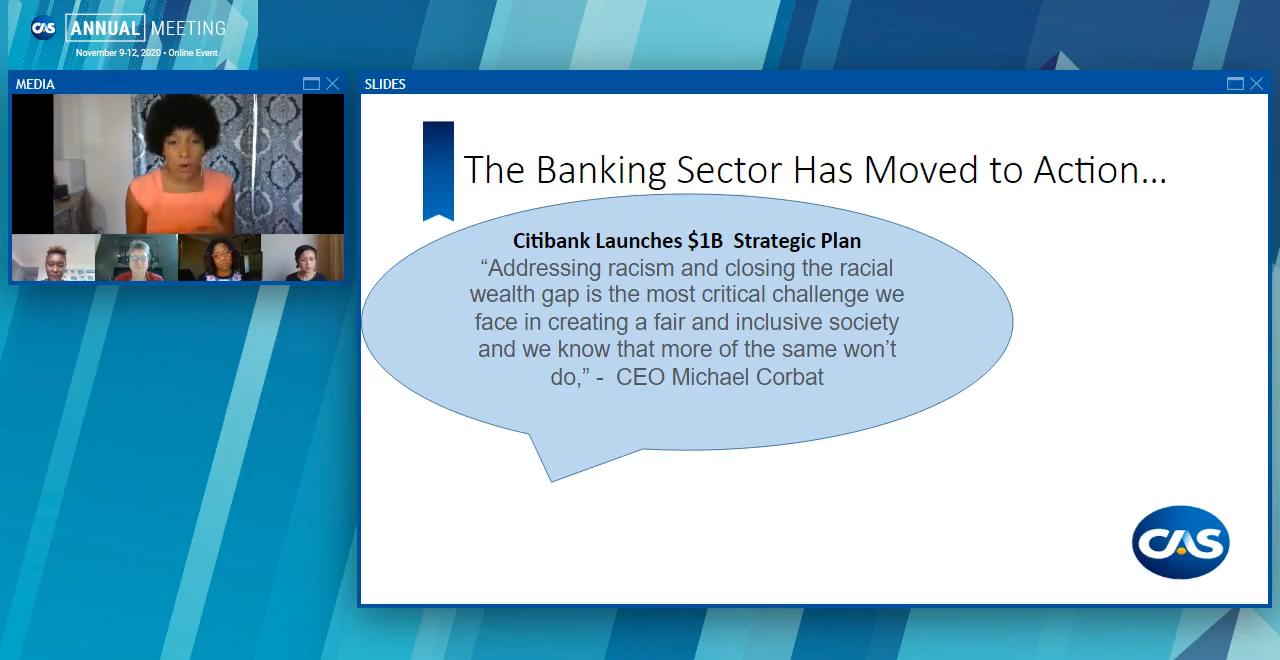 CAS ANNUAL MEETING
November 9-12, 2020 • Online Event
MEDIA
SLIDES
The Banking Sector Has Moved to Action...
Citibank Launches $1B  Strategic Plan
“Addressing racism and closing the racial
wealth gap is the most critical challenge we
face in creating a fair and inclusive society
and we know that more of the same won’t
do,” -  CEO Michael Corbat
CAS